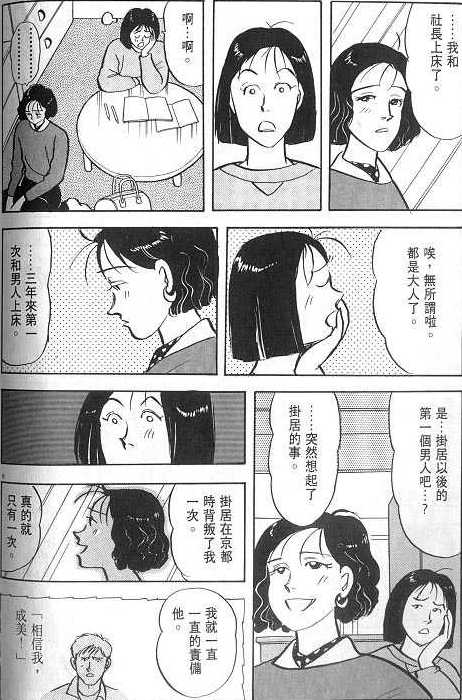 ……我和
社長上床了。
啊…啊。
…………
唉，無所謂啦。
都是大人了。
……三年來第一
次和男人上床。
是…掛居以後的
第一個男人吧…?
……突然想起了
掛居的事。
掛居在京都
時背叛了我
一次。
真的就
只有一次。
我就一直
一直的責備
他。
「相信我，
成美！」